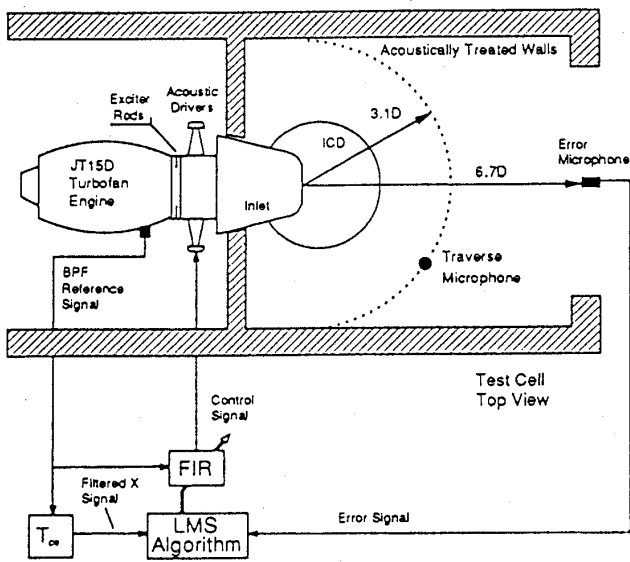 Acoustically Treated Walls
Acoustic
Drivers
Exciter
Rods
3.1D
ICD
Error
Microphone
JT15D
Turbofan
Engine
6.7D
Inlet
Traverse
Microphone
BPF
Reference
Signal
Test Cell
Top View
Control
Signal
FIR
Filtered X
Signal
T ce
LMS
Algorithm
Error Signal